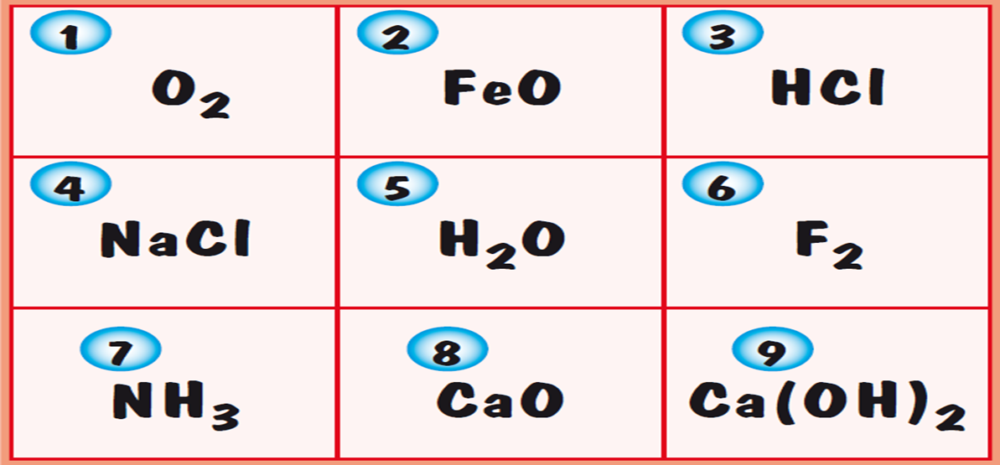 1
O₂
2
FeO
3
HCl
4
NaCl
5
H₂O
6
F₂
7
NH₃
8
CaO
9
Ca(OH)₂